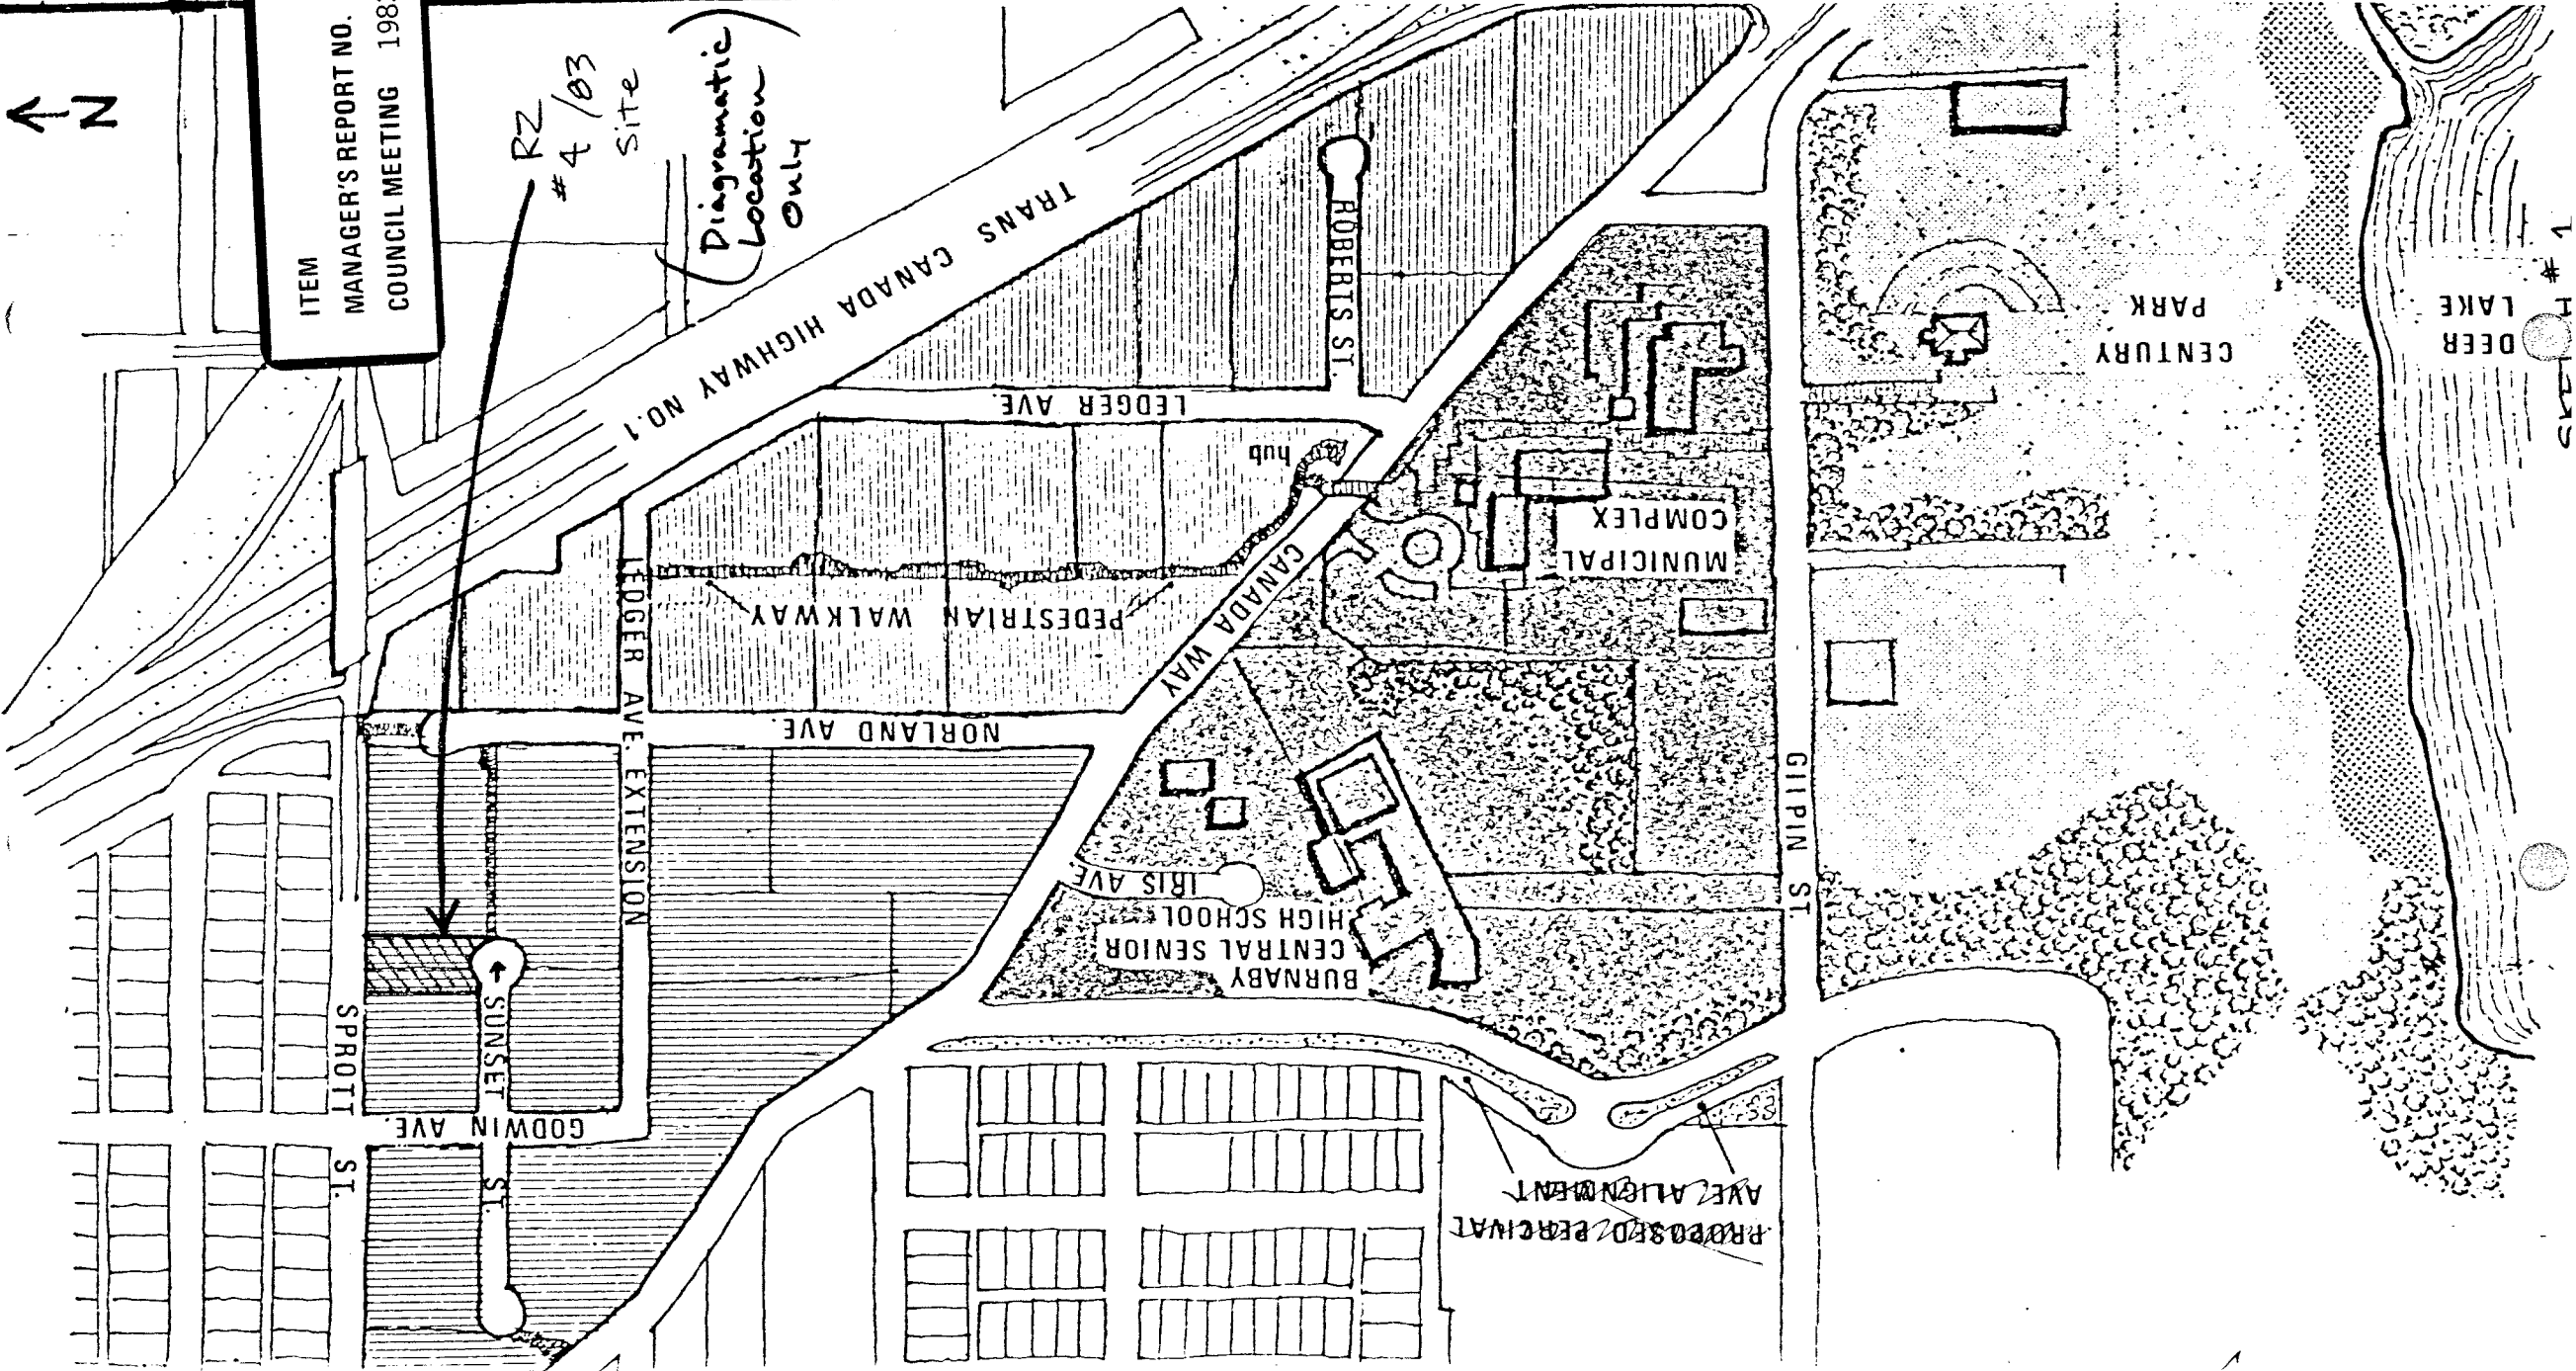 N
ITEM
MANAGER'S REPORT NO.
COUNCIL MEETING 198
RZ
#4/83
Site
(Diagramatic
Location
Only)
TRANS CANADA HIGHWAY NO.1
ROBERTS ST.
LEDGER AVE.
hub
PEDESTRIAN WALKWAY
LEDGER AVE. EXTENSION
NORLAND AVE.
CANADA WAY
MUNICIPAL
COMPLEX
CENTURY
PARK
DEER
LAKE
# 1
GILPIN ST.
IRIS AVE
BURNABY
CENTRAL SENIOR
HIGH SCHOOL
SPROTT ST.
SUNSET ST.
GODWIN AVE.
PROPOSED PERCIVAL
AVE ALIGNMENT